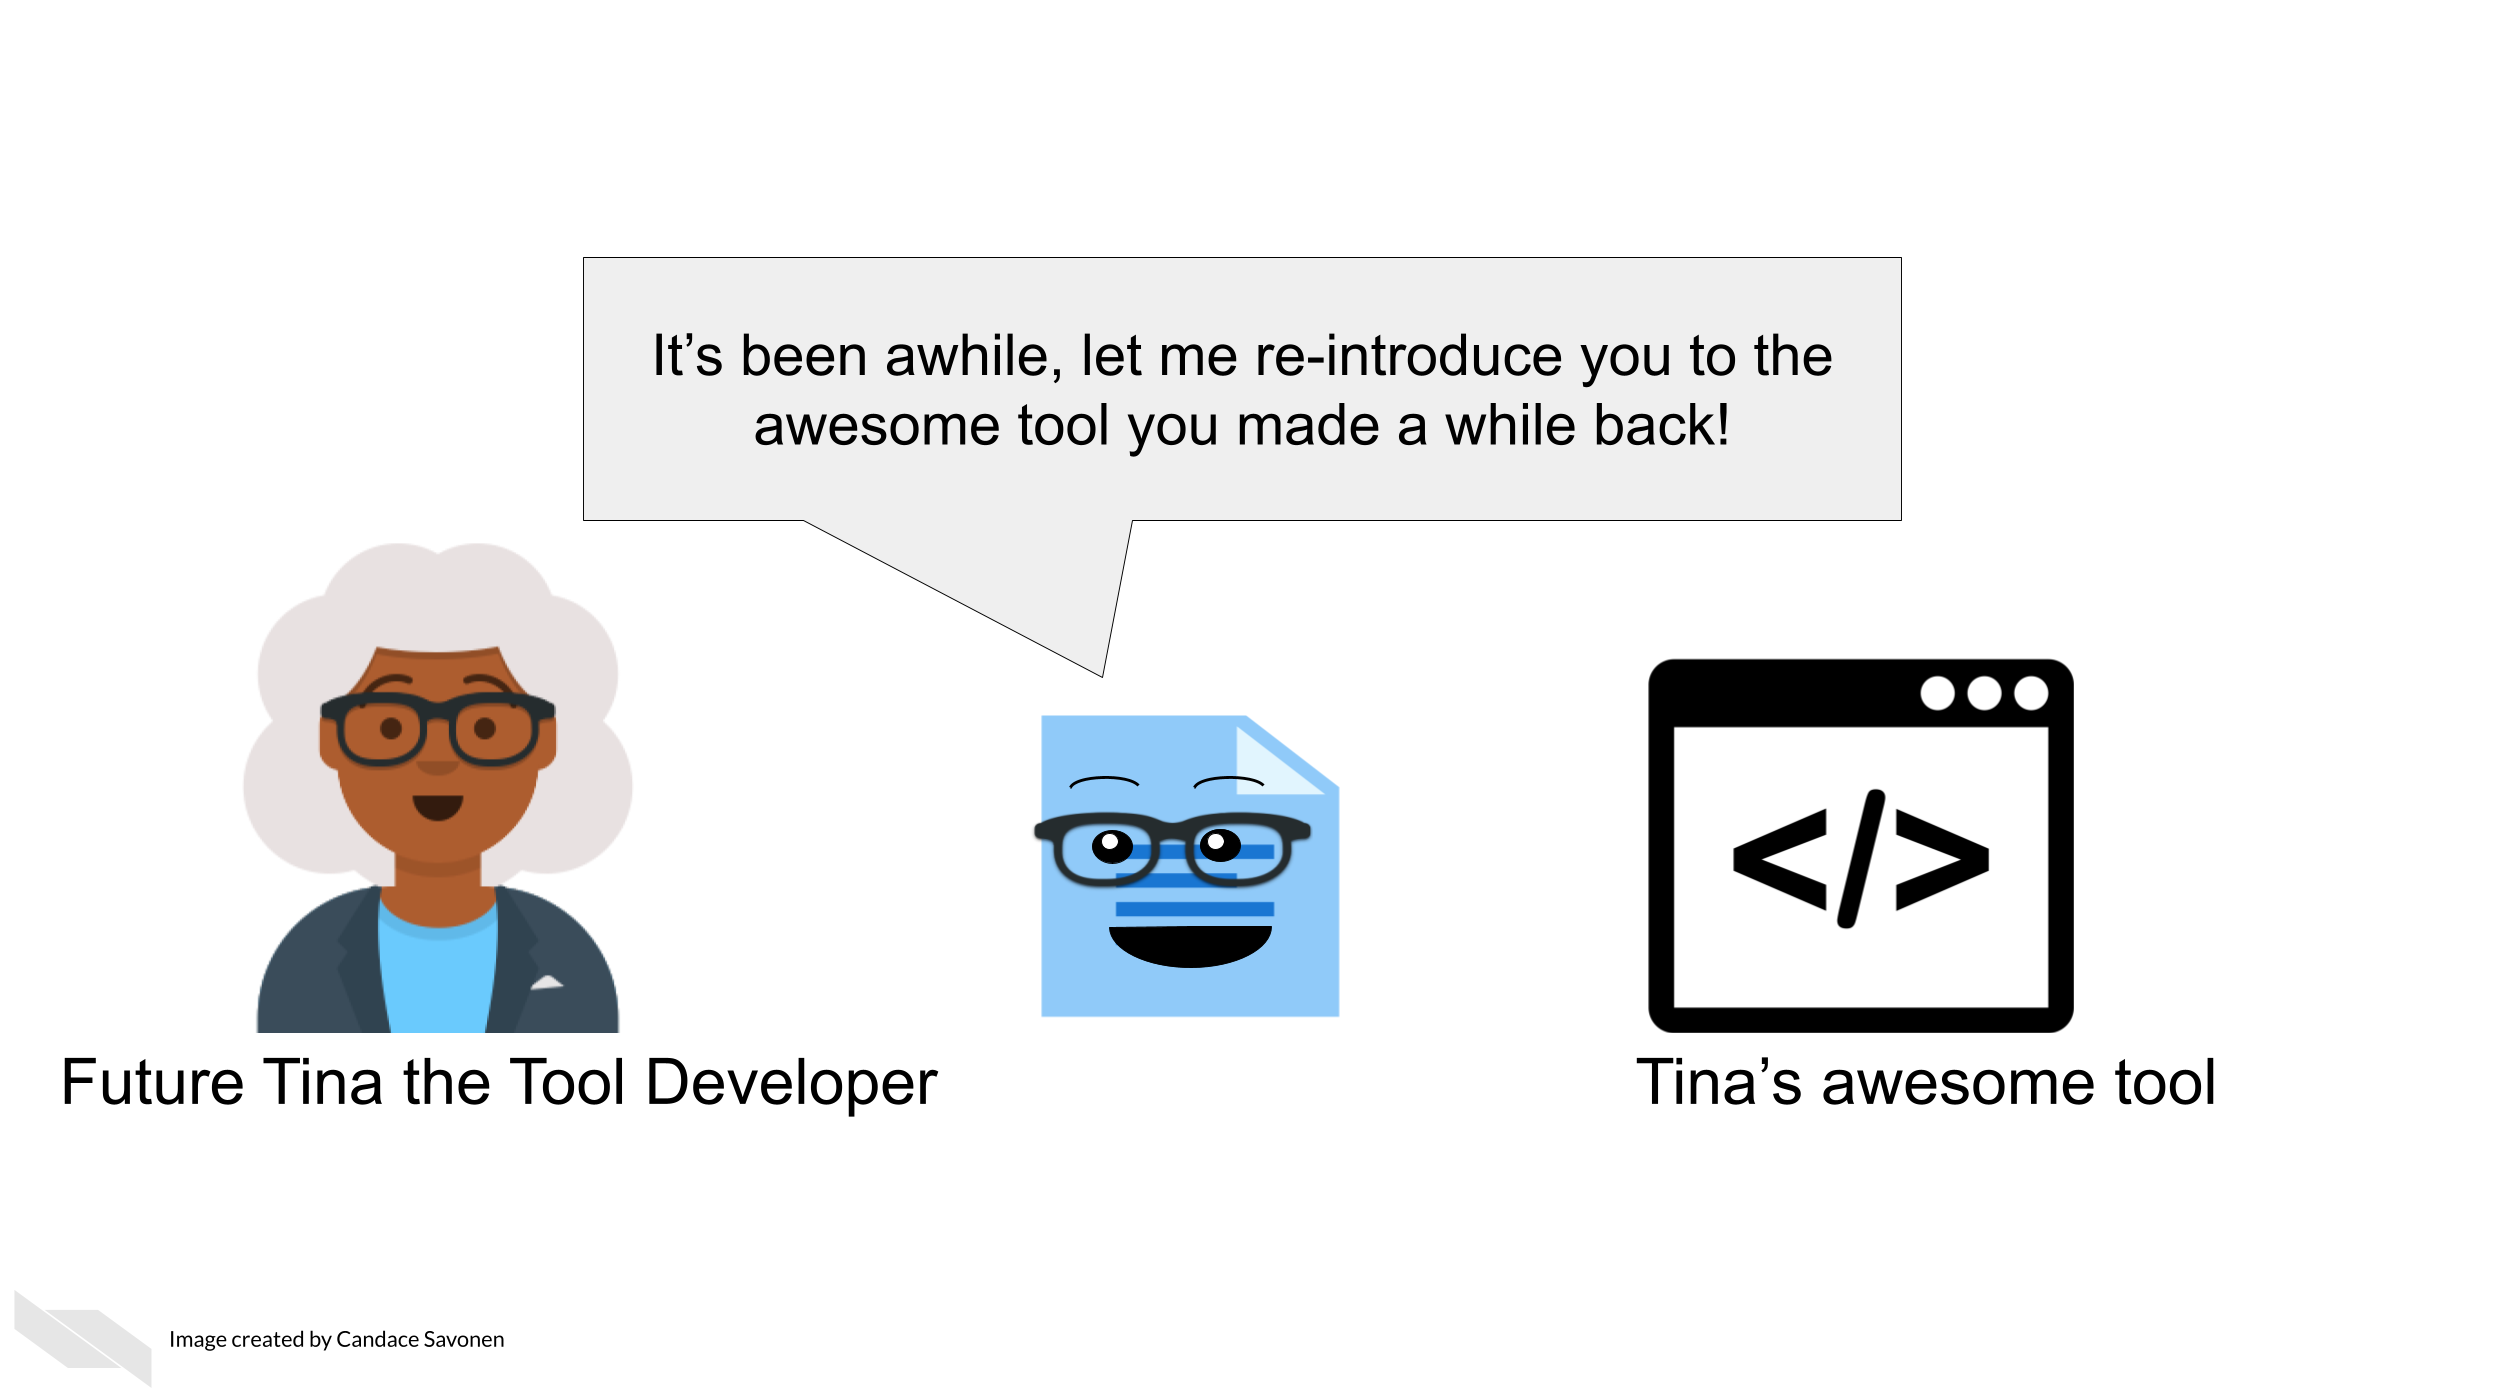 It’s been awhile, let me re-introduce you to the
awesome tool you made a while back!
</>
Future Tina the Tool Developer
Tina’s awesome tool
Image created by Candace Savonen